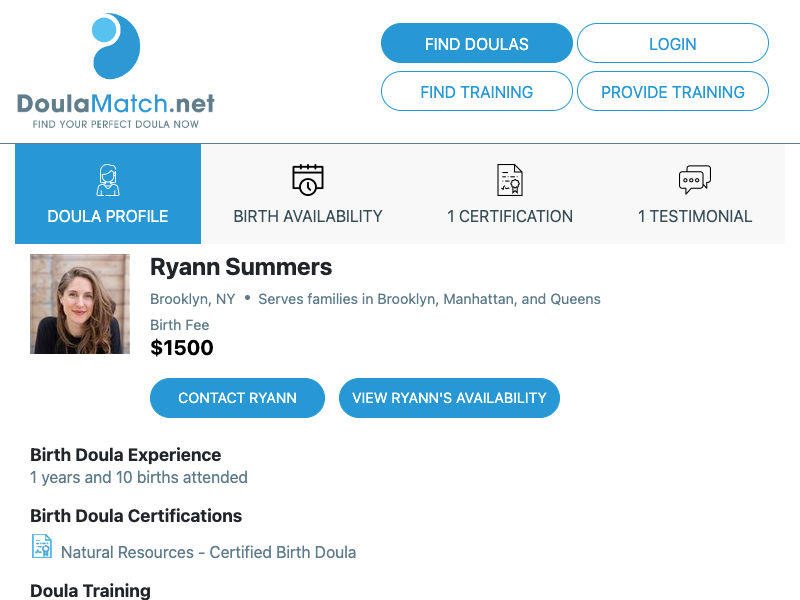 DoulaMatch.net
FIND YOUR PERFECT DOULA NOW
FIND DOULAS
LOGIN
FIND TRAINING
PROVIDE TRAINING
DOULA PROFILE
BIRTH AVAILABILITY
1 CERTIFICATION
1 TESTIMONIAL
Ryann Summers
Brooklyn, NY • Serves families in Brooklyn, Manhattan, and Queens
Birth Fee
$1500
CONTACT RYANN
VIEW RYANN'S AVAILABILITY
Birth Doula Experience
1 years and 10 births attended
Birth Doula Certifications
Natural Resources - Certified Birth Doula
Doula Training